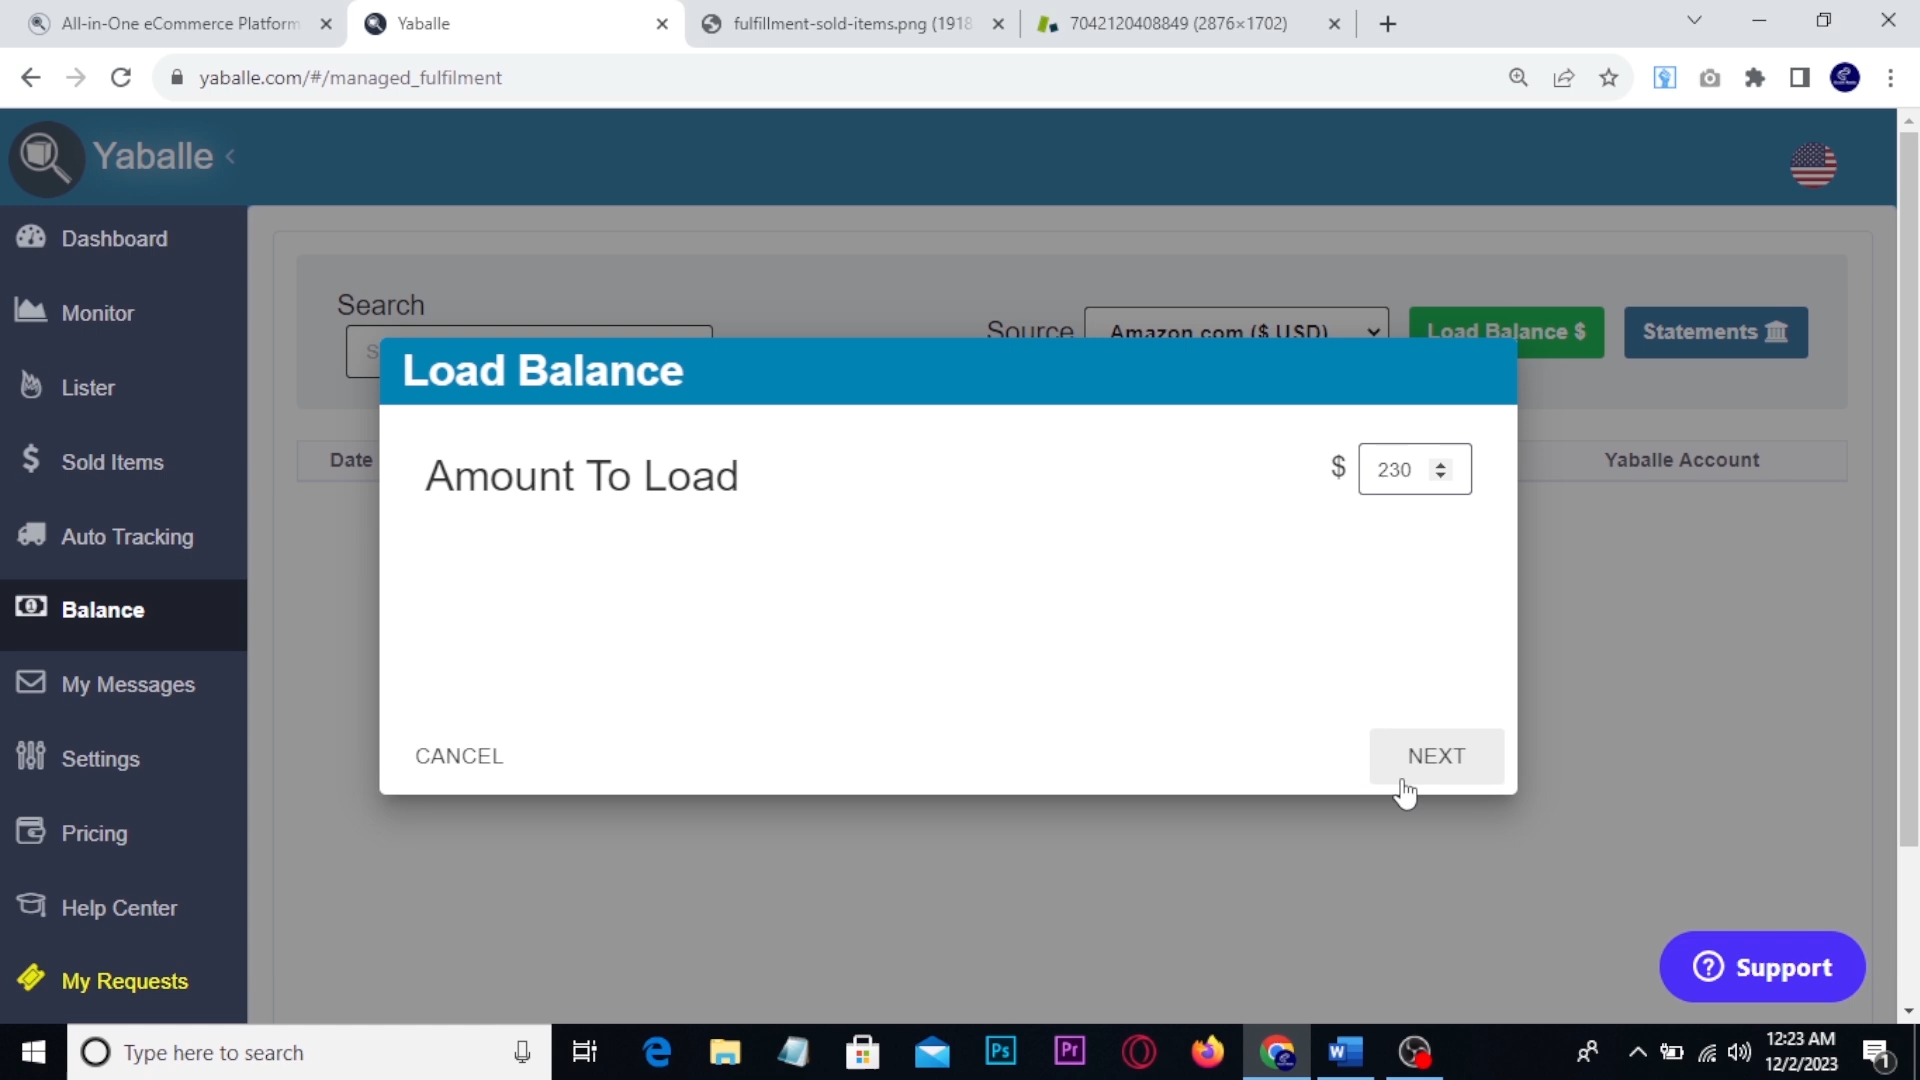 All-in-One eCommerce Platform
Yaballe
fulfillment-sold-items.png (1918
7042120408849 (2876×1702)
yaballe.com/#/managed_fulfilment
Yaballe
Dashboard
Monitor
Lister
Sold Items
Auto Tracking
Balance
My Messages
Settings
Pricing
Help Center
My Requests
Search
S
Source
Amazon.com ($ USD)
Load Balance $
Statements
Load Balance
Date
Yaballe Account
Amount To Load
$ 230
CANCEL
NEXT
Support
Type here to search
Ps
Pr
W
12:23 AM
12/2/2023
1